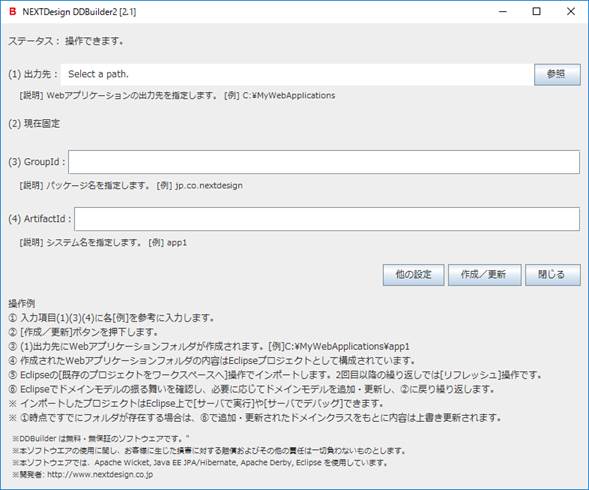 B NEXTDesign DDBuilder2 [2.1]
ステータス： 操作できます。
(1) 出力先： Select a path. 参照
[説明] Webアプリケーションの出力先を指定します。 [例] C:¥MyWebApplications
(2) 現在固定
(3) GroupId :
[説明] パッケージ名を指定します。 [例] jp.co.nextdesign
(4) ArtifactId :
[説明] システム名を指定します。 [例] app1
他の設定 作成／更新 閉じる
操作例
① 入力項目(1)(3)(4)に各[例]を参考に入力します。
② [作成／更新]ボタンを押下します。
③ (1)出力先にWebアプリケーションフォルダが作成されます。[例]C:¥MyWebApplications¥app1
④ 作成されたWebアプリケーションフォルダの内容はEclipseプロジェクトとして構成されています。
⑤ Eclipseの[既存のプロジェクトをワークスペースへ]操作でインポートします。2回目以降の繰り返しでは[リフレッシュ]操作です。
⑥ Eclipseでドメインモデルの振る舞いを確認し、必要に応じてドメインモデルを追加・更新し、②に戻り繰り返します。
※ インポートしたプロジェクトはEclipse上で[サーバで実行]や[サーバでデバッグ]できます。
※ ①時点ですでにフォルダが存在する場合は、⑥で追加・更新されたドメインクラスをもとに内容は上書き更新されます。
※DDBuilder は無料・無保証のソフトウエアです。"
※本ソフトウエアの使用に関し、お客様に生じた損害に対する賠償およびその他の責任は一切負わないものとします。
※本ソフトウエアでは、Apache Wicket, Java EE JPA/Hibernate, Apache Derby, Eclipse を使用しています。
※開発者: http://www.nextdesign.co.jp